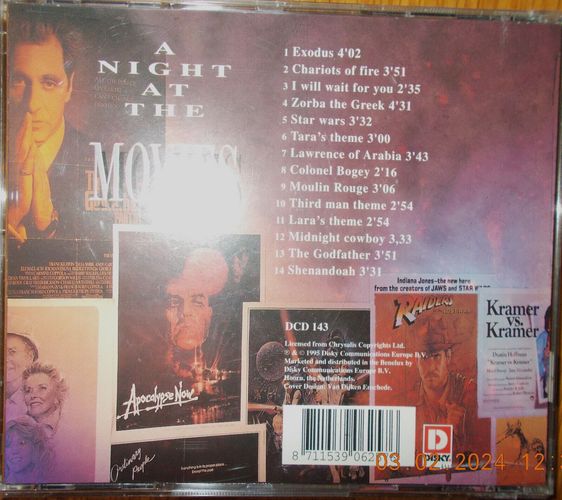 A
NIGHT
AT
THE
MOVIES
1 Exodus 4'02
2 Chariots of fire 3'51
3 I will wait for you 2'35
4 Zorba the Greek 4'31
5 Star wars 3'32
6 Tara's theme 3'00
7 Lawrence of Arabia 3'43
8 Colonel Bogey 2'16
9 Moulin Rouge 3'06
10 Third man theme 2'54
11 Lara's theme 2'54
12 Midnight cowboy 3,33
13 The Godfather 3'51
14 Shenandoah 3'31
DCD 143
Licensed from Chrysalis Copyrights Ltd.
℗ & © 1995 Disky Communications Europe B.V.
Marketed and distributed in the Benelux by
Disky Communications Europe B.V.
Hoorn, the Netherlands.
Cover Design: Van Dijken Enschede.
Apocalypse Now
Ordinary
People
Indiana Jones-the new hero
from the creators of JAWS and STAR WARS
RAIDERS
Kramer
vs.
Kramer
Dustin Hoffman
"Kramer vs Kramer"
D
DISKY
8 711539 062
03 02 2024 12: